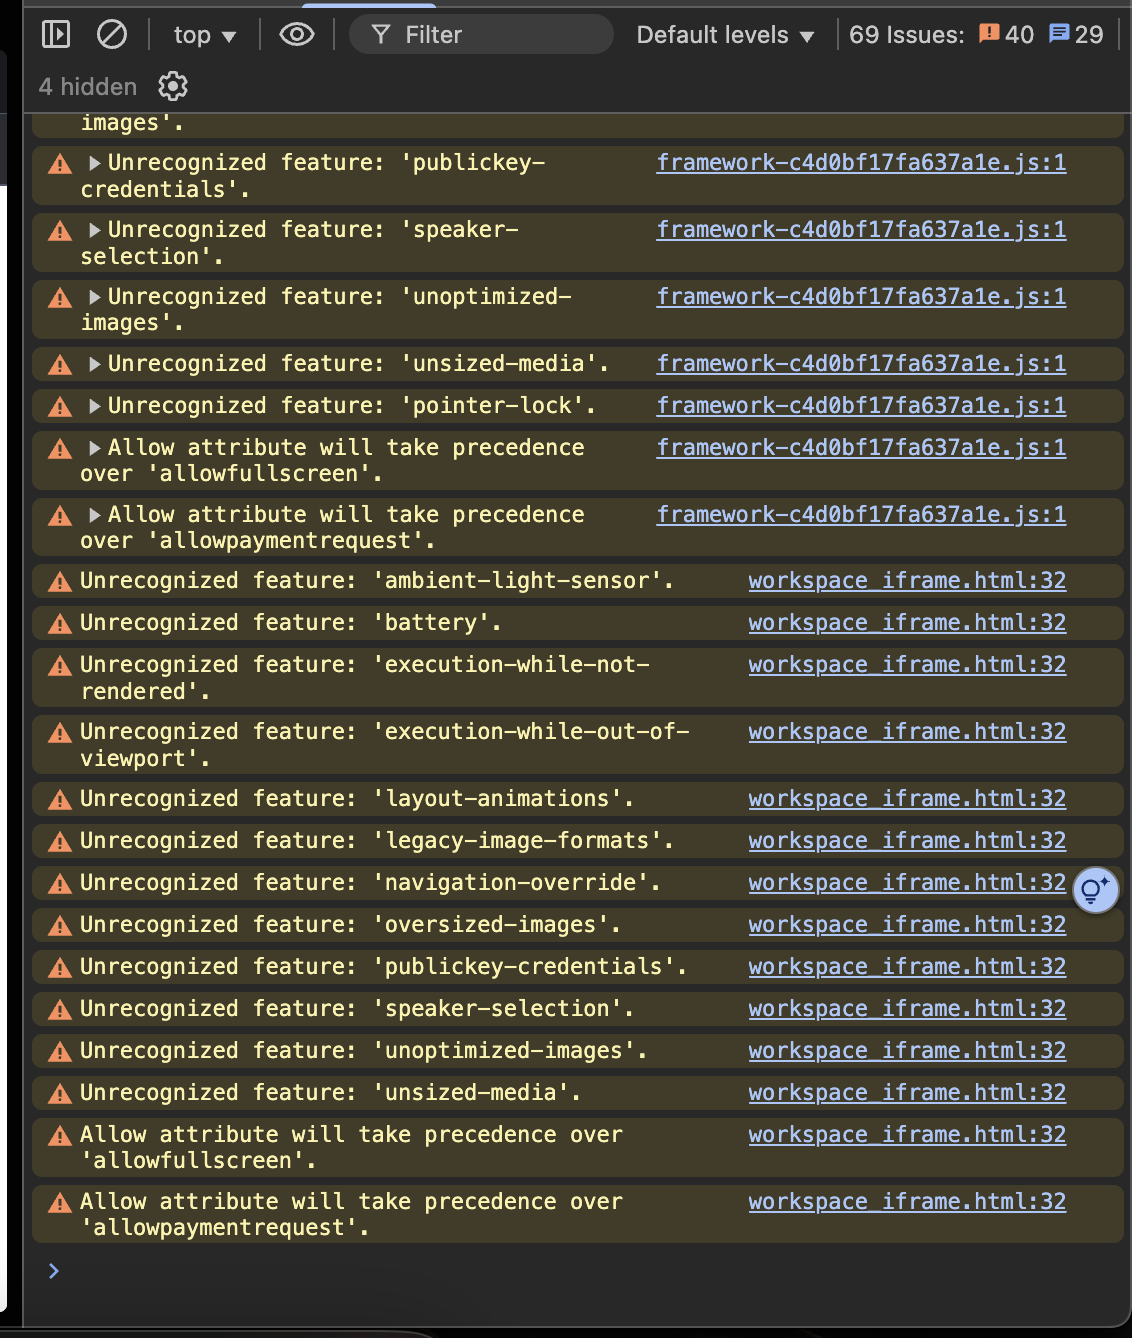 top ▼ Filter Default levels ▼ 69 Issues: 40 29
4 hidden
images'.
▶Unrecognized feature: 'publickey- framework-c4d0bf17fa637a1e.js:1
credentials'.
▶Unrecognized feature: 'speaker- framework-c4d0bf17fa637a1e.js:1
selection'.
▶Unrecognized feature: 'unoptimized- framework-c4d0bf17fa637a1e.js:1
images'.
▶Unrecognized feature: 'unsized-media'. framework-c4d0bf17fa637a1e.js:1
▶Unrecognized feature: 'pointer-lock'. framework-c4d0bf17fa637a1e.js:1
▶Allow attribute will take precedence framework-c4d0bf17fa637a1e.js:1
over 'allowfullscreen'.
▶Allow attribute will take precedence framework-c4d0bf17fa637a1e.js:1
over 'allowpaymentrequest'.
Unrecognized feature: 'ambient-light-sensor'. workspace_iframe.html:32
Unrecognized feature: 'battery'. workspace_iframe.html:32
Unrecognized feature: 'execution-while-not- workspace_iframe.html:32
rendered'.
Unrecognized feature: 'execution-while-out-of- workspace_iframe.html:32
viewport'.
Unrecognized feature: 'layout-animations'. workspace_iframe.html:32
Unrecognized feature: 'legacy-image-formats'. workspace_iframe.html:32
Unrecognized feature: 'navigation-override'. workspace_iframe.html:32
Unrecognized feature: 'oversized-images'. workspace_iframe.html:32
Unrecognized feature: 'publickey-credentials'. workspace_iframe.html:32
Unrecognized feature: 'speaker-selection'. workspace_iframe.html:32
Unrecognized feature: 'unoptimized-images'. workspace_iframe.html:32
Unrecognized feature: 'unsized-media'. workspace_iframe.html:32
Allow attribute will take precedence over workspace_iframe.html:32
'allowfullscreen'.
Allow attribute will take precedence over workspace_iframe.html:32
'allowpaymentrequest'.